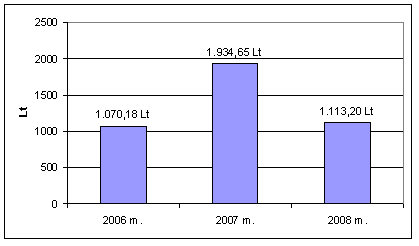 2500
2000
1500
1000
500
0
Lt
1.070,18 Lt
1.934,65 Lt
1.113,20 Lt
2006 m.
2007 m.
2008 m.